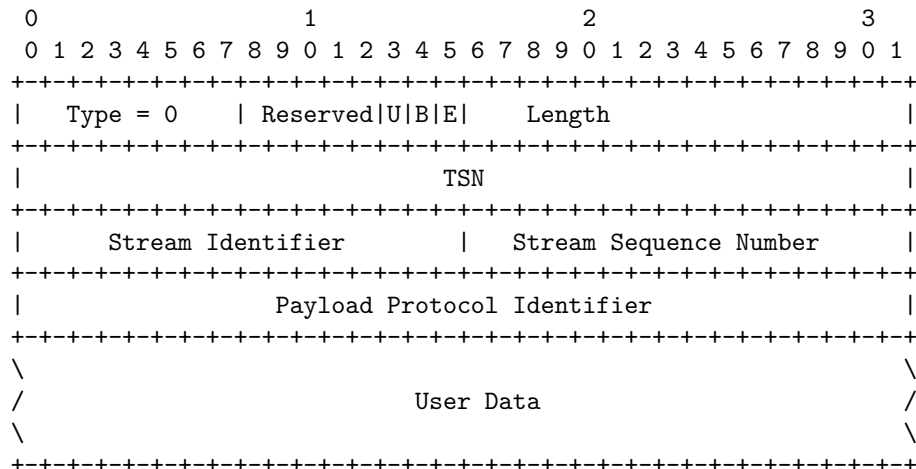 0                   1                   2                   3
0 1 2 3 4 5 6 7 8 9 0 1 2 3 4 5 6 7 8 9 0 1 2 3 4 5 6 7 8 9 0 1
+-+-+-+-+-+-+-+-+-+-+-+-+-+-+-+-+-+-+-+-+-+-+-+-+-+-+-+-+-+-+-+-+
|   Type = 0    | Reserved|U|B|E|    Length                     |
+-+-+-+-+-+-+-+-+-+-+-+-+-+-+-+-+-+-+-+-+-+-+-+-+-+-+-+-+-+-+-+-+
|                              TSN                              |
+-+-+-+-+-+-+-+-+-+-+-+-+-+-+-+-+-+-+-+-+-+-+-+-+-+-+-+-+-+-+-+-+
|      Stream Identifier        |   Stream Sequence Number      |
+-+-+-+-+-+-+-+-+-+-+-+-+-+-+-+-+-+-+-+-+-+-+-+-+-+-+-+-+-+-+-+-+
|                  Payload Protocol Identifier                  |
+-+-+-+-+-+-+-+-+-+-+-+-+-+-+-+-+-+-+-+-+-+-+-+-+-+-+-+-+-+-+-+-+
\                                                               \
/                            User Data                          /
\                                                               \
+-+-+-+-+-+-+-+-+-+-+-+-+-+-+-+-+-+-+-+-+-+-+-+-+-+-+-+-+-+-+-+-+